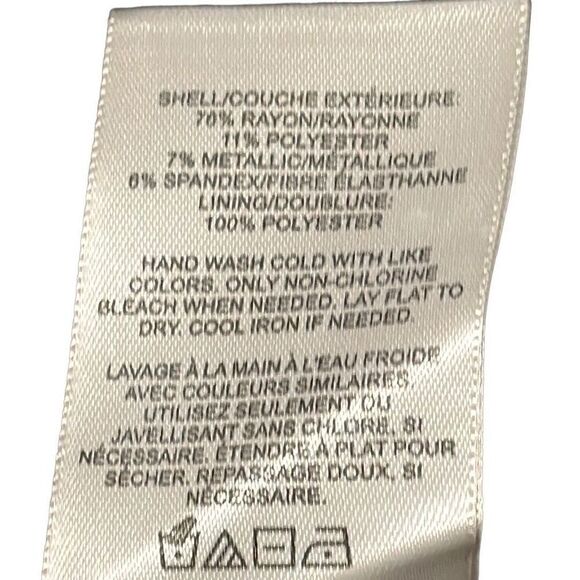 SHELL/COUCHE EXTÉRIEURE:
76% RAYON/RAYONNE
11% POLYESTER
7% METALLIC/MÉTALLIQUE
6% SPANDEX/FIBRE ÉLASTHANNE
LINING/DOUBLURE:
100% POLYESTER
HAND WASH COLD WITH LIKE
COLORS. ONLY NON-CHLORINE
BLEACH WHEN NEEDED. LAY FLAT TO
DRY. COOL IRON IF NEEDED.
LAVAGE À LA MAIN À L'EAU FROIDE
AVEC COULEURS SIMILAIRES.
UTILISEZ SEULEMENT DU
JAVELLISANT SANS CHLORE, SI
NÉCESSAIRE. ÉTENDRE À PLAT POUR
SÉCHER. REPASSAGE DOUX, SI
NÉCESSAIRE.